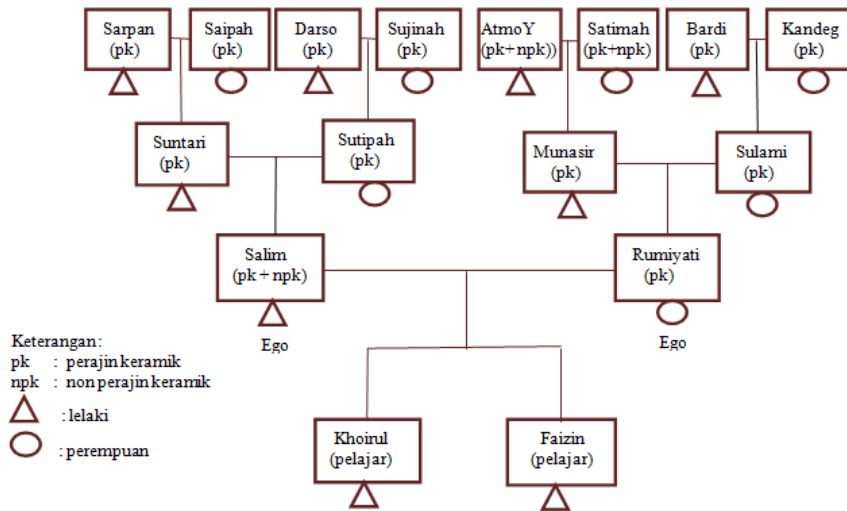 Sarpan
(pk)
Saipah
(pk)
Darso
(pk)
Sujinah
(pk)
AtmoY
(pk+npk))
Satimah
(pk+npk)
Bardi
(pk)
Kandeg
(pk)
Suntari
(pk)
Sutipah
(pk)
Munasir
(pk)
Sulami
(pk)
Salim
(pk + npk)
Rumiyati
(pk)
Ego
Ego
Keterangan:
pk : perajin keramik
npk : non perajin keramik
: lelaki
: perempuan
Khoirul
(pelajar)
Faizin
(pelajar)